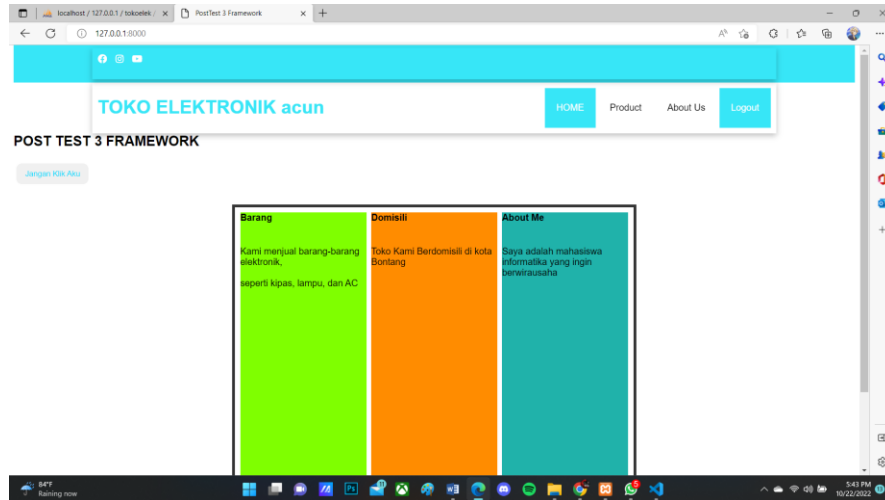 localhost / 127.0.0.1 / tokoelek /
PostTest 3 Framework
127.0.0.1:8000
TOKO ELEKTRONIK acun
HOME
Product
About Us
Logout
POST TEST 3 FRAMEWORK
Jangan Klik Aku
Barang
Kami menjual barang-barang
elektronik,
seperti kipas, lampu, dan AC
Domisili
Toko Kami Berdomisili di kota
Bontang
About Me
Saya adalah mahasiswa
informatika yang ingin
berwirausaha
84°F
Raining now
5:43 PM
10/22/2022